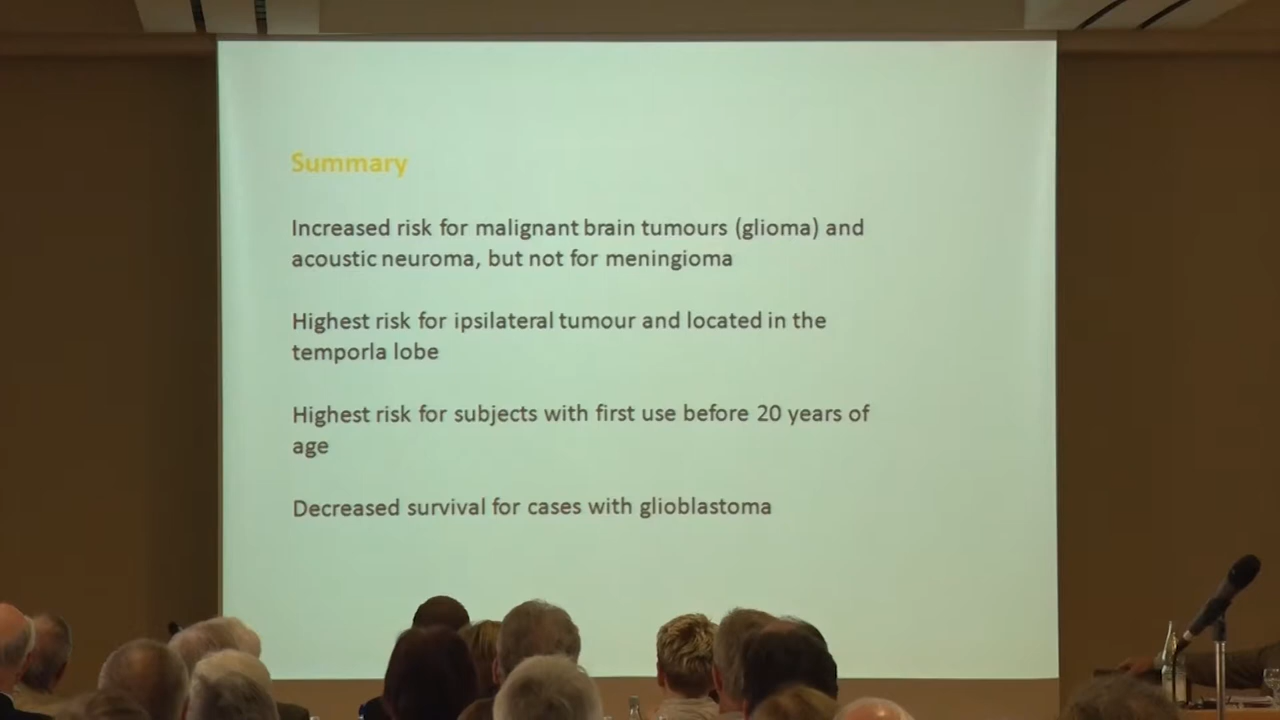 Summary
Increased risk for malignant brain tumours (glioma) and
acoustic neuroma, but not for meningioma
Highest risk for ipsilateral tumour and located in the
temporla lobe
Highest risk for subjects with first use before 20 years of
age
Decreased survival for cases with glioblastoma